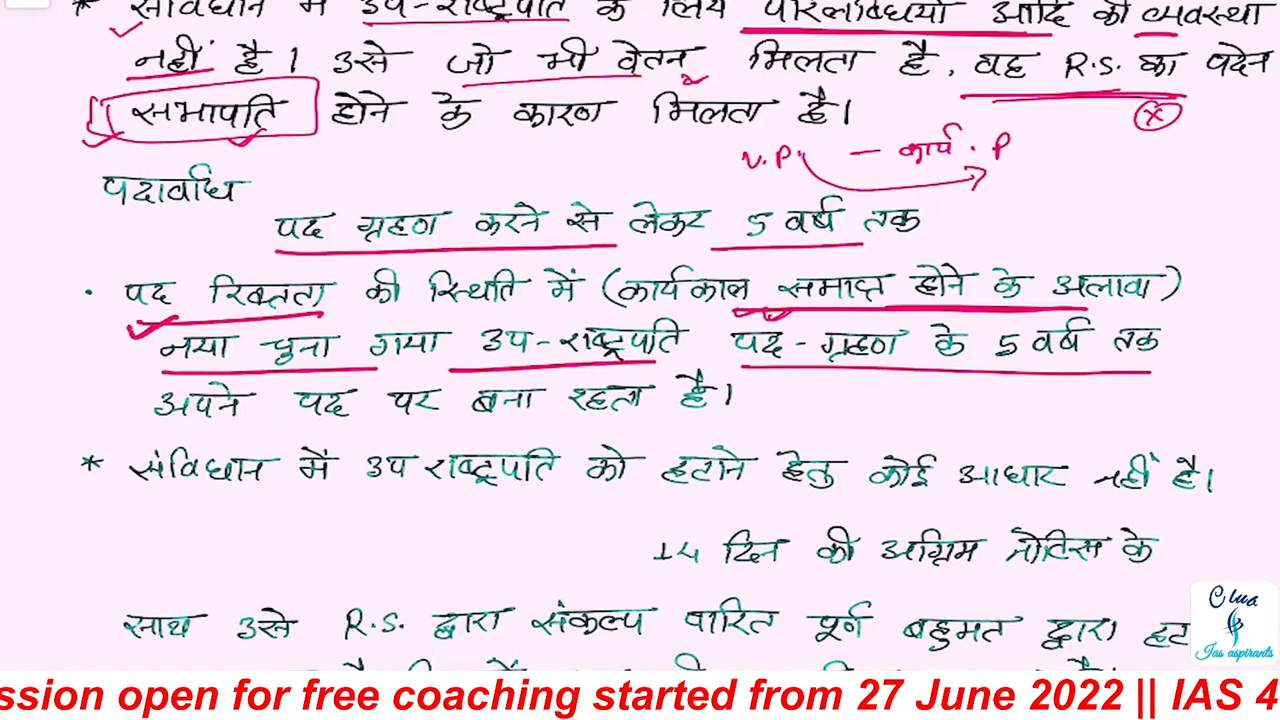 * संविधान में उप-राष्ट्रपति के लिये परिलब्धियों आदि की व्यवस्था
नहीं है। उसे जो भी वेतन मिलता है, वह R.S. का पदेन
सभापति होने के कारण मिलता है।
V.P. — कार्य. P
पदावधि
पद ग्रहण करने से लेकर 5 वर्ष तक
· पद रिक्तता की स्थिति में (कार्यकाल समाप्त होने के अलावा)
नया चुना गया उप-राष्ट्रपति पद-ग्रहण के 5 वर्ष तक
अपने पद पर बना रहता है।
* संविधान में उप राष्ट्रपति को हटाने हेतु कोई आधार नहीं है।
14 दिन की अग्रिम नोटिस के
साथ उसे R.S. द्वारा संकल्प पारित पूर्ण बहुमत द्वारा हट
Clua
Ias aspirants
ssion open for free coaching started from 27 June 2022 || IAS 4